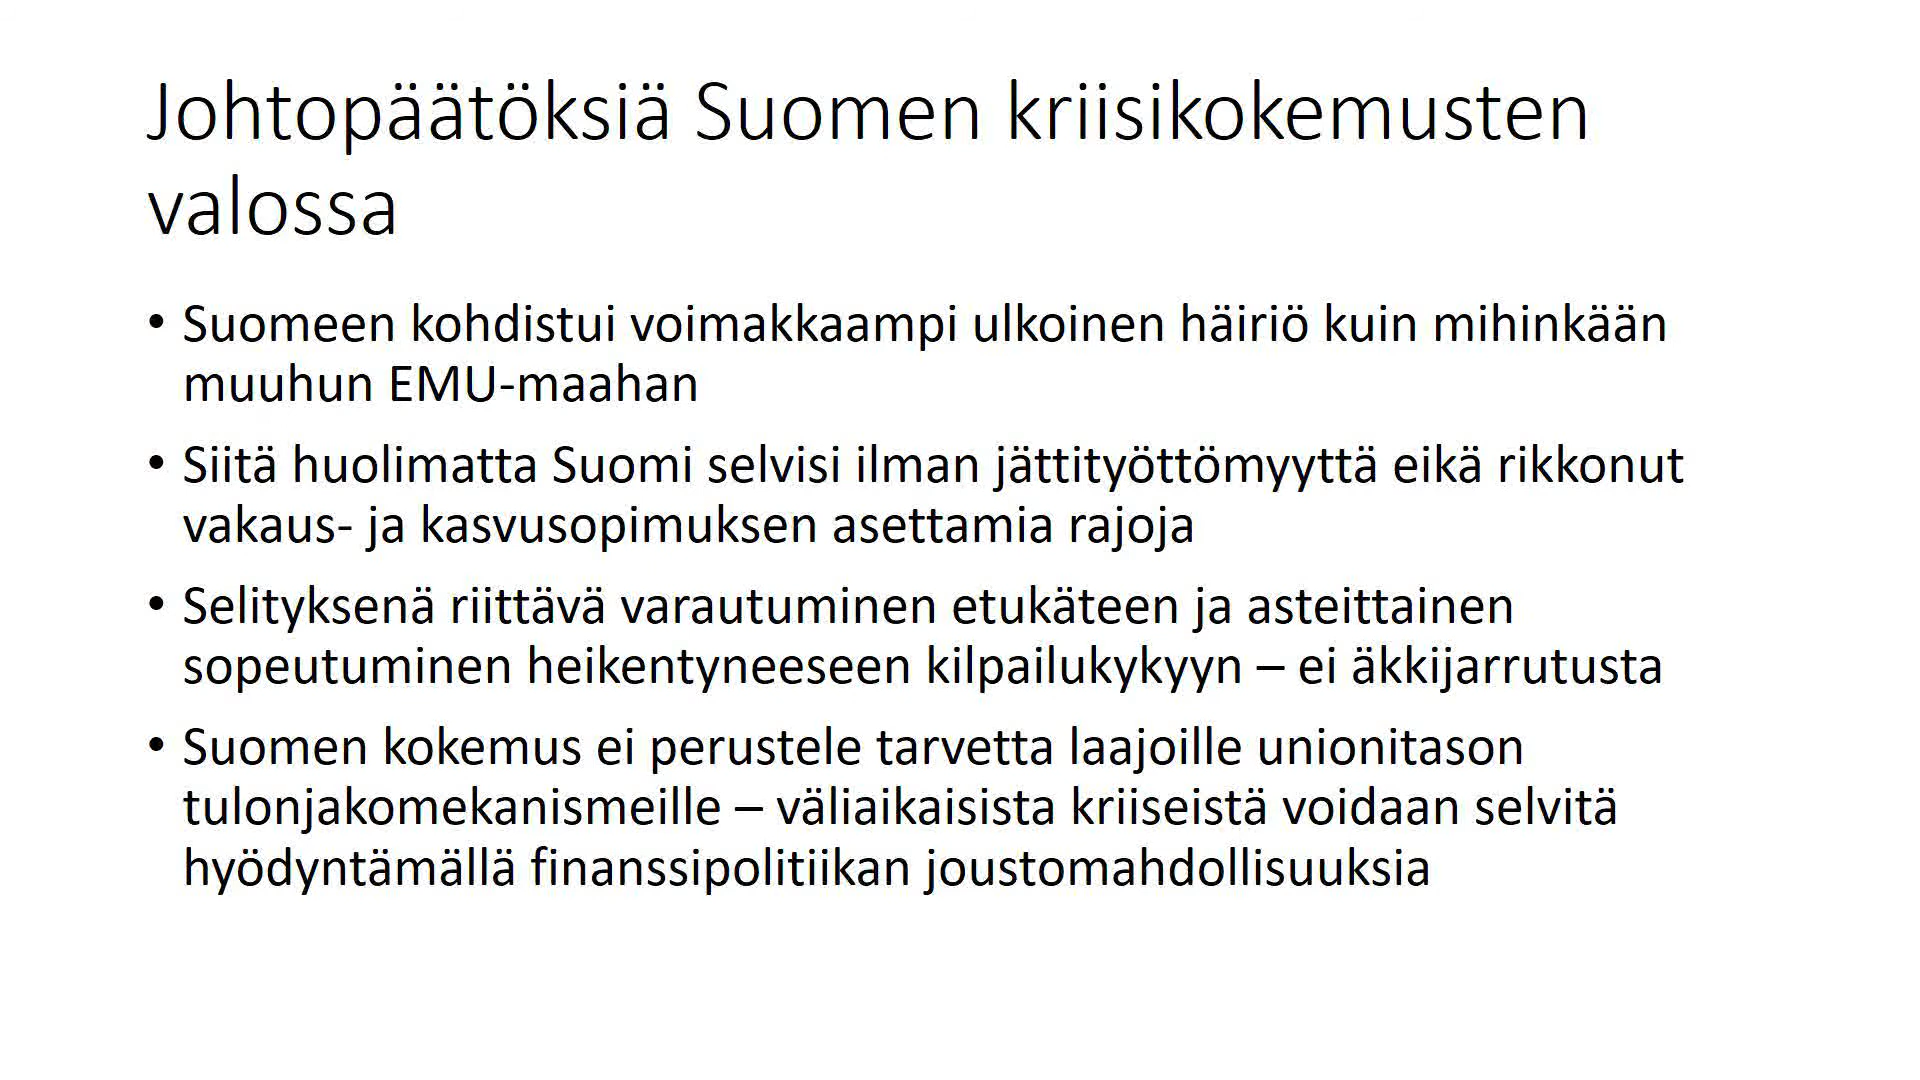 Johtopäätöksiä Suomen kriisikokemusten
valossa
• Suomeen kohdistui voimakkaampi ulkoinen häiriö kuin mihinkään
muuhun EMU-maahan
• Siitä huolimatta Suomi selvisi ilman jättityöttömyyttä eikä rikkonut
vakaus- ja kasvusopimuksen asettamia rajoja
• Selityksenä riittävä varautuminen etukäteen ja asteittainen
sopeutuminen heikentyneeseen kilpailukykyyn – ei äkkijarrutusta
• Suomen kokemus ei perustele tarvetta laajoille unionitason
tulonjakomekanismeille – väliaikaisista kriiseistä voidaan selvitä
hyödyntämällä finanssipolitiikan joustomahdollisuuksia